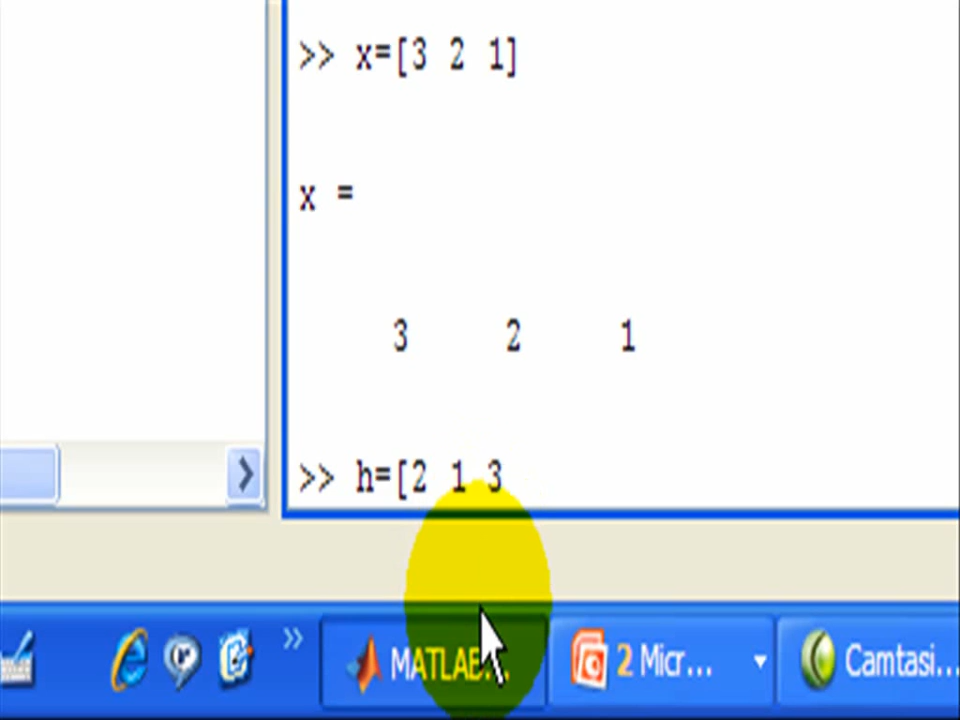 >> x=[3 2 1]
x =
3 2 1
>> h=[2 1 3
MATLAB... 2 Micr... Camtasi...